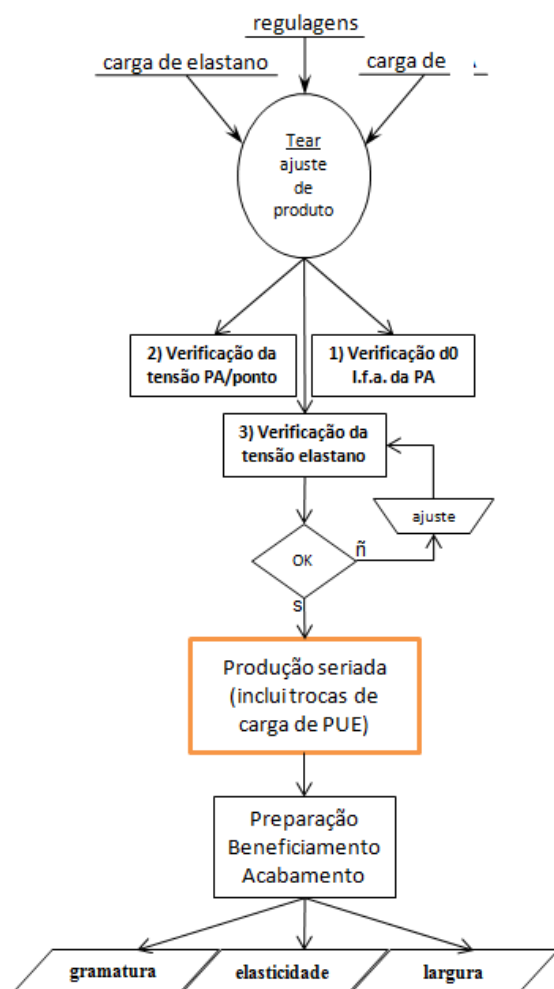 regulagens
carga de elastano
carga de
Tear
ajuste
de
produto
2) Verificação da
tensão PA/ponto
1) Verificação d0
l.f.a. da PA
3) Verificação da
tensão elastano
ajuste
OK
ñ
s
Produção seriada
(inclui trocas de
carga de PUE)
Preparação
Beneficiamento
Acabamento
gramatura
elasticidade
largura